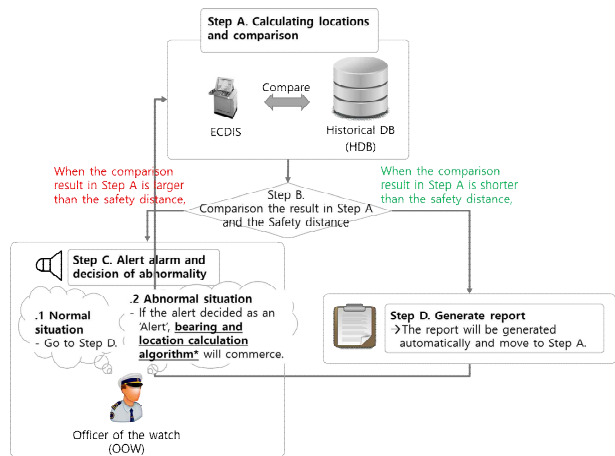 Step A. Calculating locations
and comparison
Compare
ECDIS
Historical DB
(HDB)
When the comparison
result in Step A is larger
than the safety distance,
When the comparison
result in Step A is shorter
than the safety distance,
Step B.
Comparison the result in Step A
and the Safety distance
Step C. Alert alarm and
decision of abnormality
.1 Normal
situation
- Go to Step D.
.2 Abnormal situation
- If the alert decided as an
‘Alert’, bearing and
location calculation
algorithm* will commerce.
Officer of the watch
(OOW)
Step D. Generate report
→The report will be generated
automatically and move to Step A.